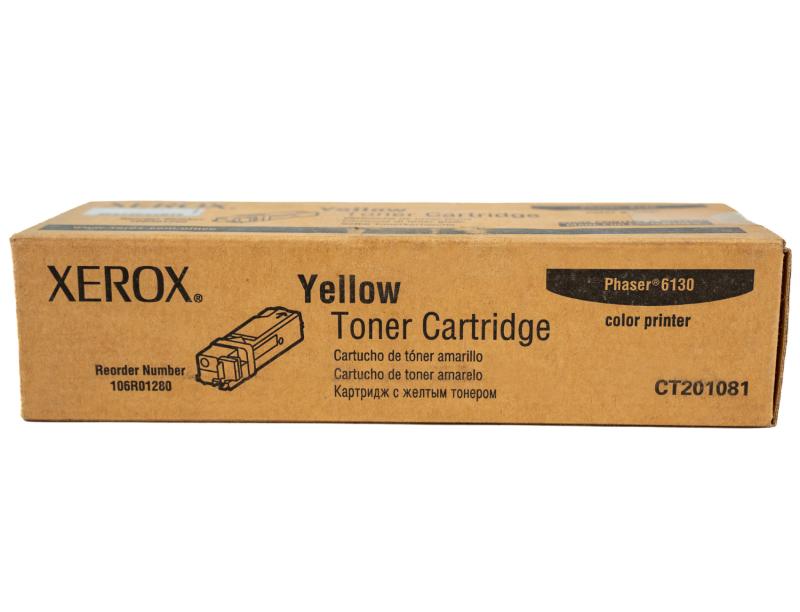 XEROX
Yellow
Toner Cartridge
XEROX®
Reorder Number
106R01280
Yellow
Toner Cartridge
Cartucho de tóner amarillo
Cartucho de toner amarelo
Картридж с желтым тонером
Phaser® 6130
color printer
CT201081